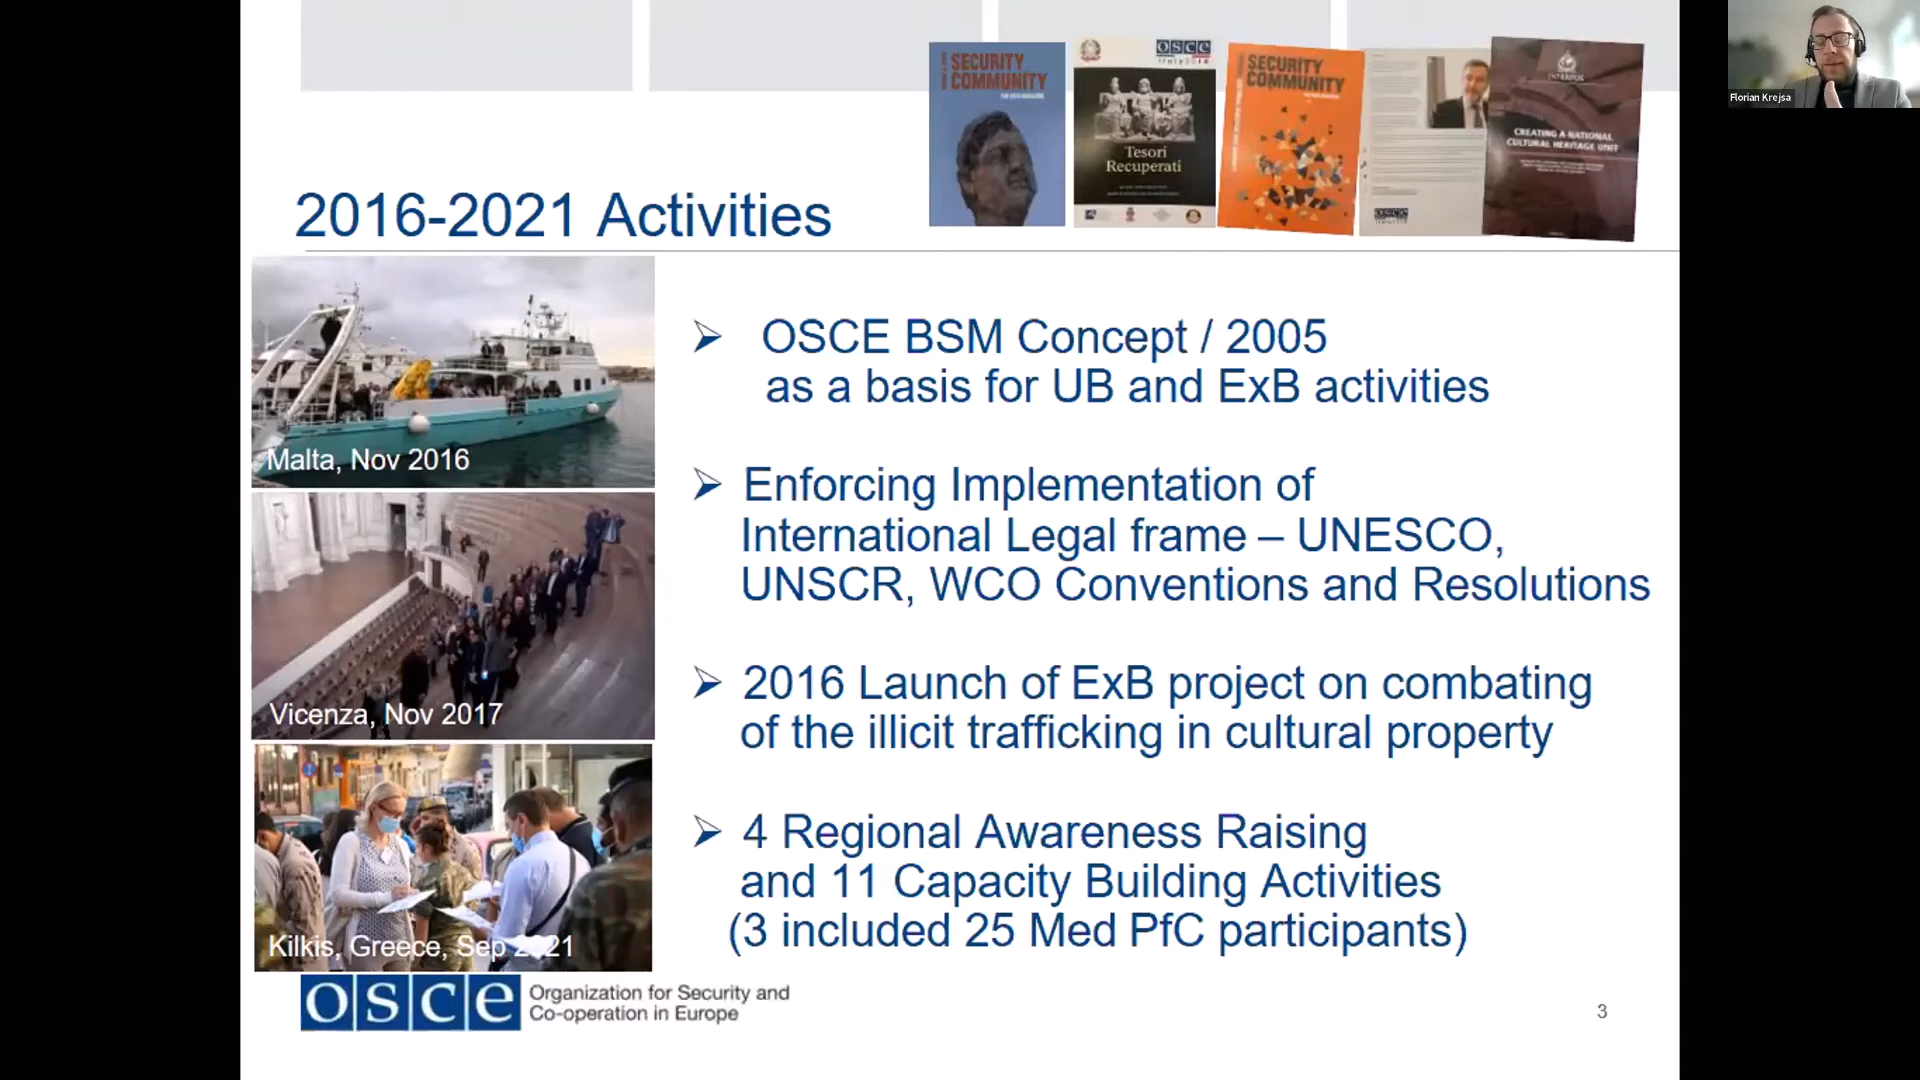 SECURITY
COMMUNITY
osce
Tesori
Recuperati
SECURITY
COMMUNITY
osce
INTERPOL
CREATING A NATIONAL
CULTURAL HERITAGE UNIT
Florian Krejsa
2016-2021 Activities
Malta, Nov 2016
Vicenza, Nov 2017
Kilkis, Greece, Sep 2021
➢ OSCE BSM Concept / 2005
as a basis for UB and ExB activities
➢ Enforcing Implementation of
International Legal frame – UNESCO,
UNSCR, WCO Conventions and Resolutions
➢ 2016 Launch of ExB project on combating
of the illicit trafficking in cultural property
➢ 4 Regional Awareness Raising
and 11 Capacity Building Activities
(3 included 25 Med PfC participants)
osce Organization for Security and
Co-operation in Europe
3